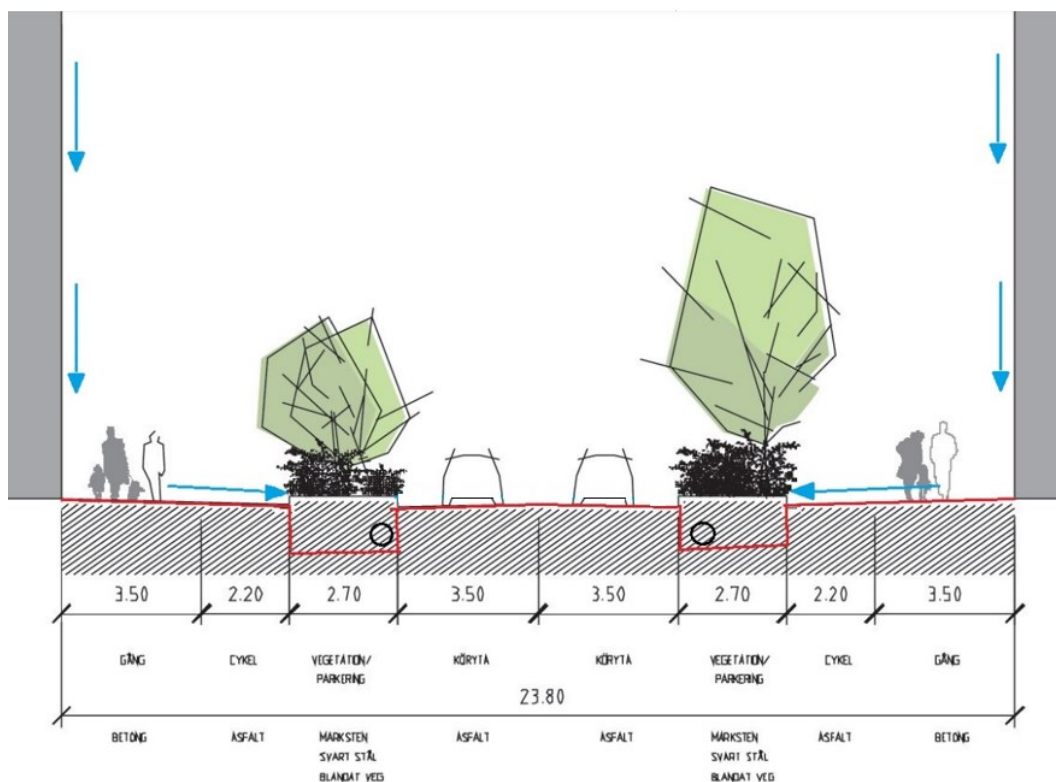 3.50 2.20 2.70 3.50 3.50 2.70 2.20 3.50
GÅNG CYKEL VEGETATION/ KÖRYTA KÖRYTA VEGETATION/ CYKEL GÅNG
PARKERING PARKERING
23.80
BETONG ASFALT MARKSTEN ASFALT ASFALT MARKSTEN ASFALT BETONG
SVART STÅL SVART STÅL
BLANDAT VEG BLANDAT VEG